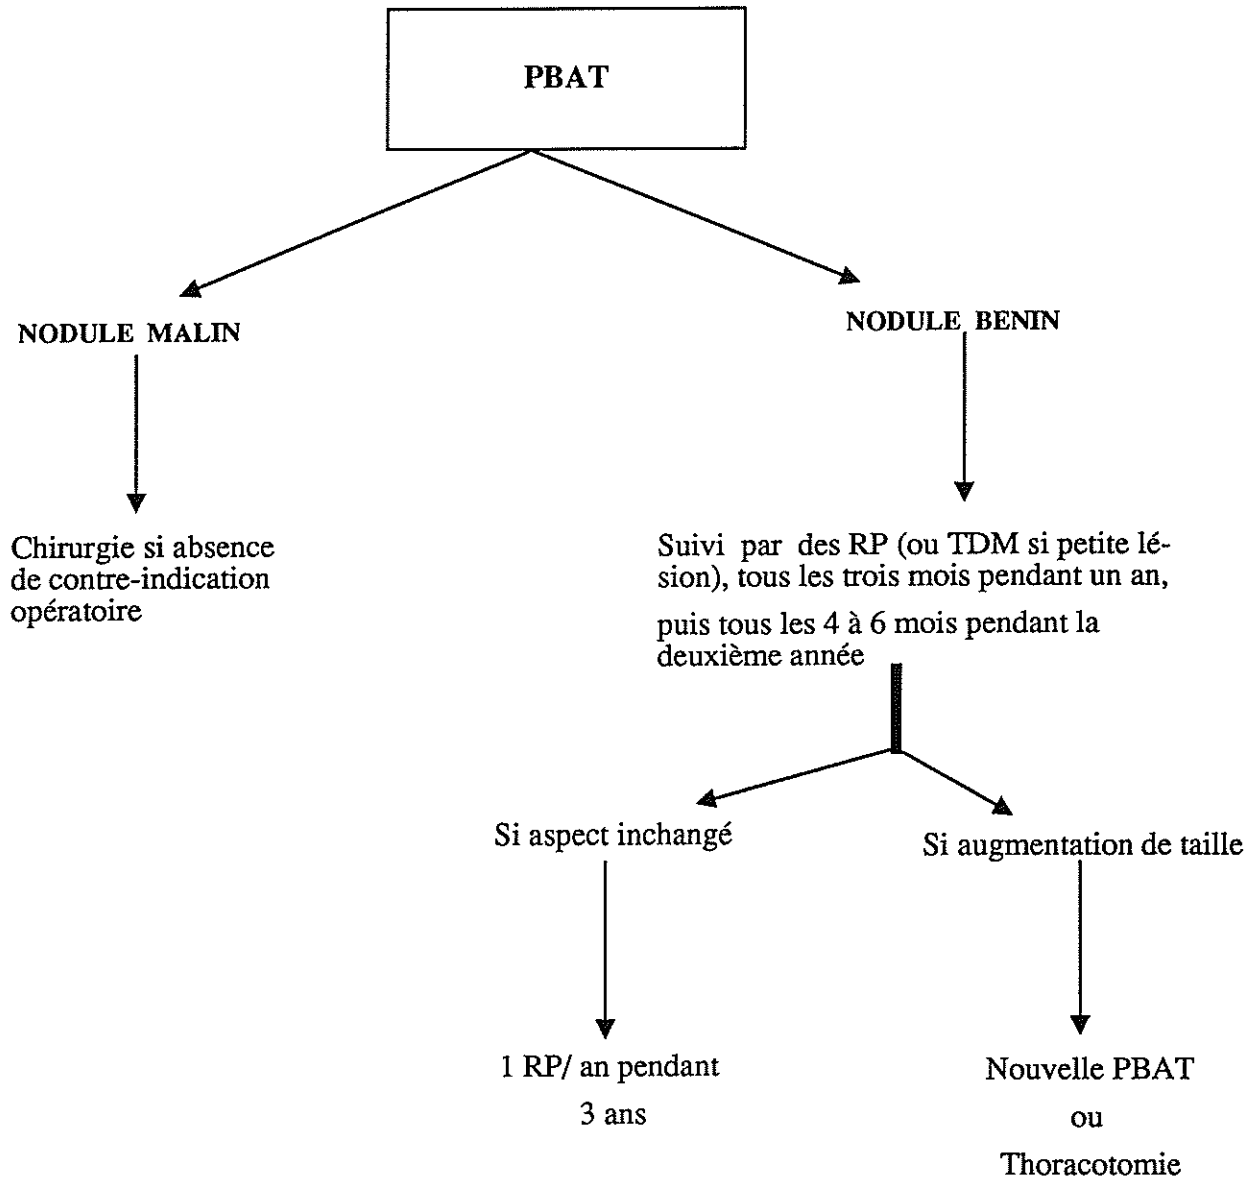 PBAT
NODULE MALIN
NODULE BENIN
Chirurgie si absence
de contre-indication
opératoire
Suivi par des RP (ou TDM si petite lé-
sion), tous les trois mois pendant un an,
puis tous les 4 à 6 mois pendant la
deuxième année
Si aspect inchangé
Si augmentation de taille
1 RP/ an pendant
3 ans
Nouvelle PBAT
ou
Thoracotomie